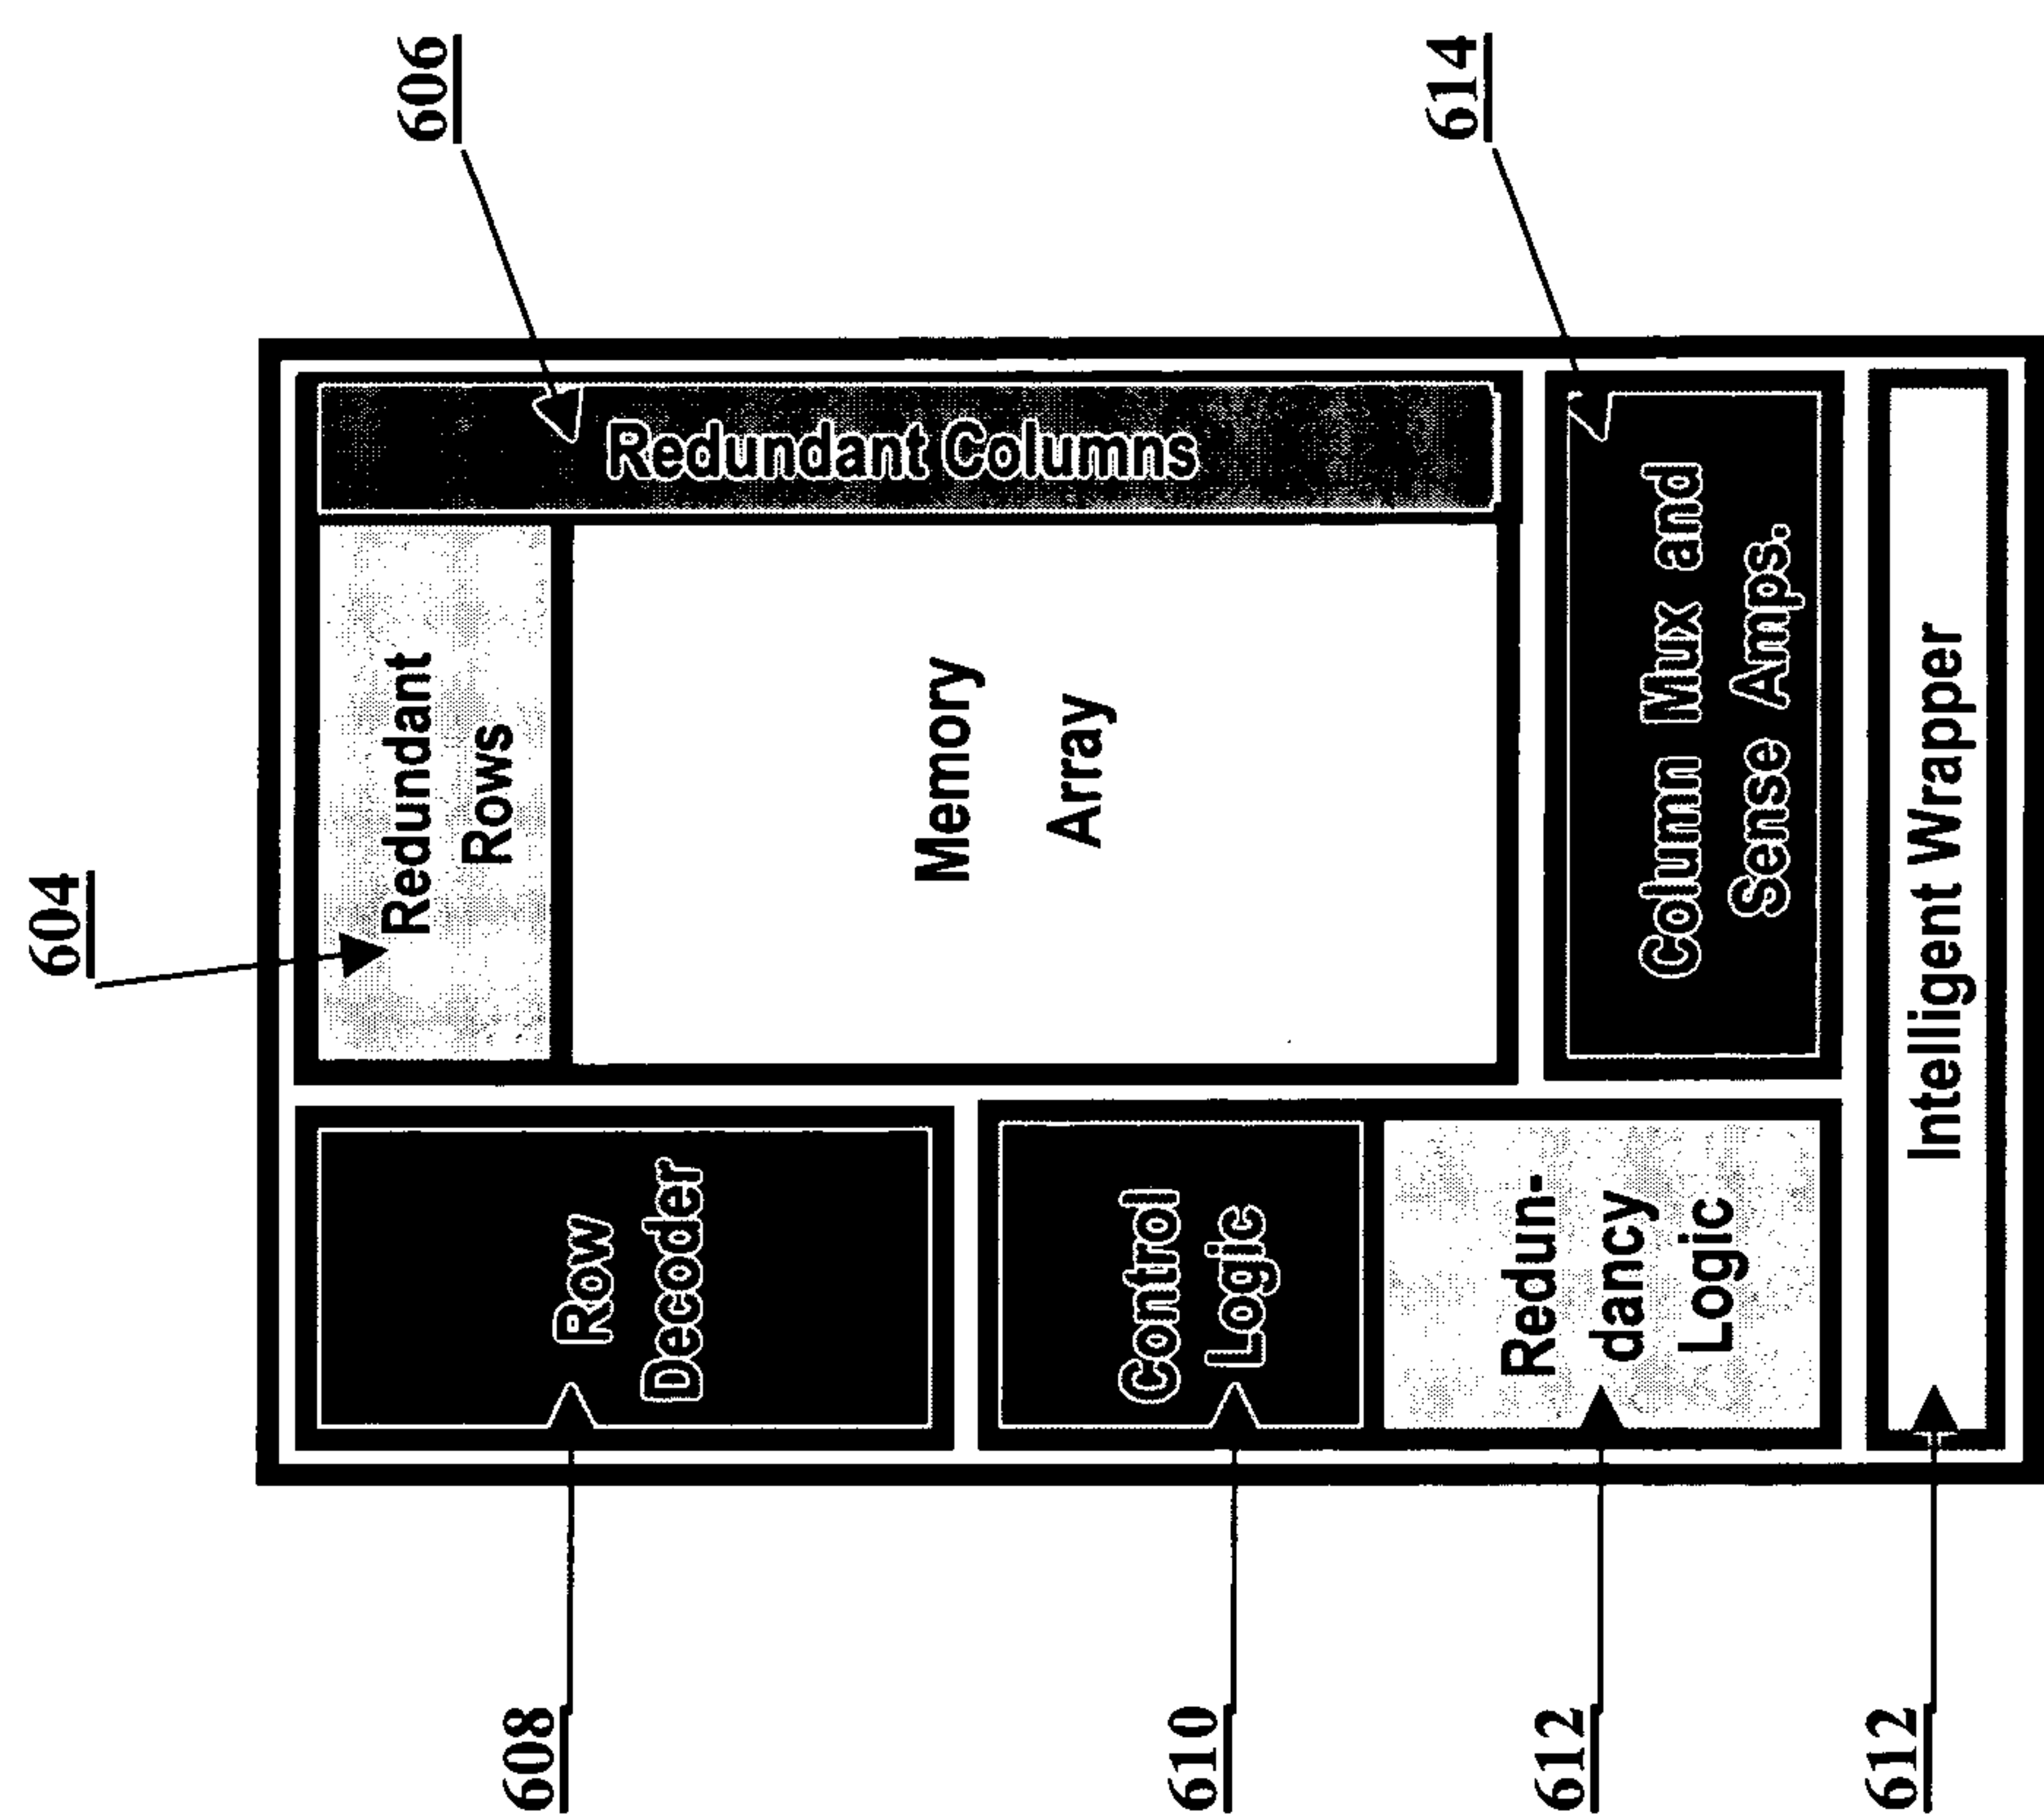 604
606
Redundant
Rows
Redundant Columns
Memory
Array
608
Row
Decoder
610
Control
Logic
612
Redun-
dancy
Logic
614
Column Mux and
Sense Amps.
612
Intelligent Wrapper